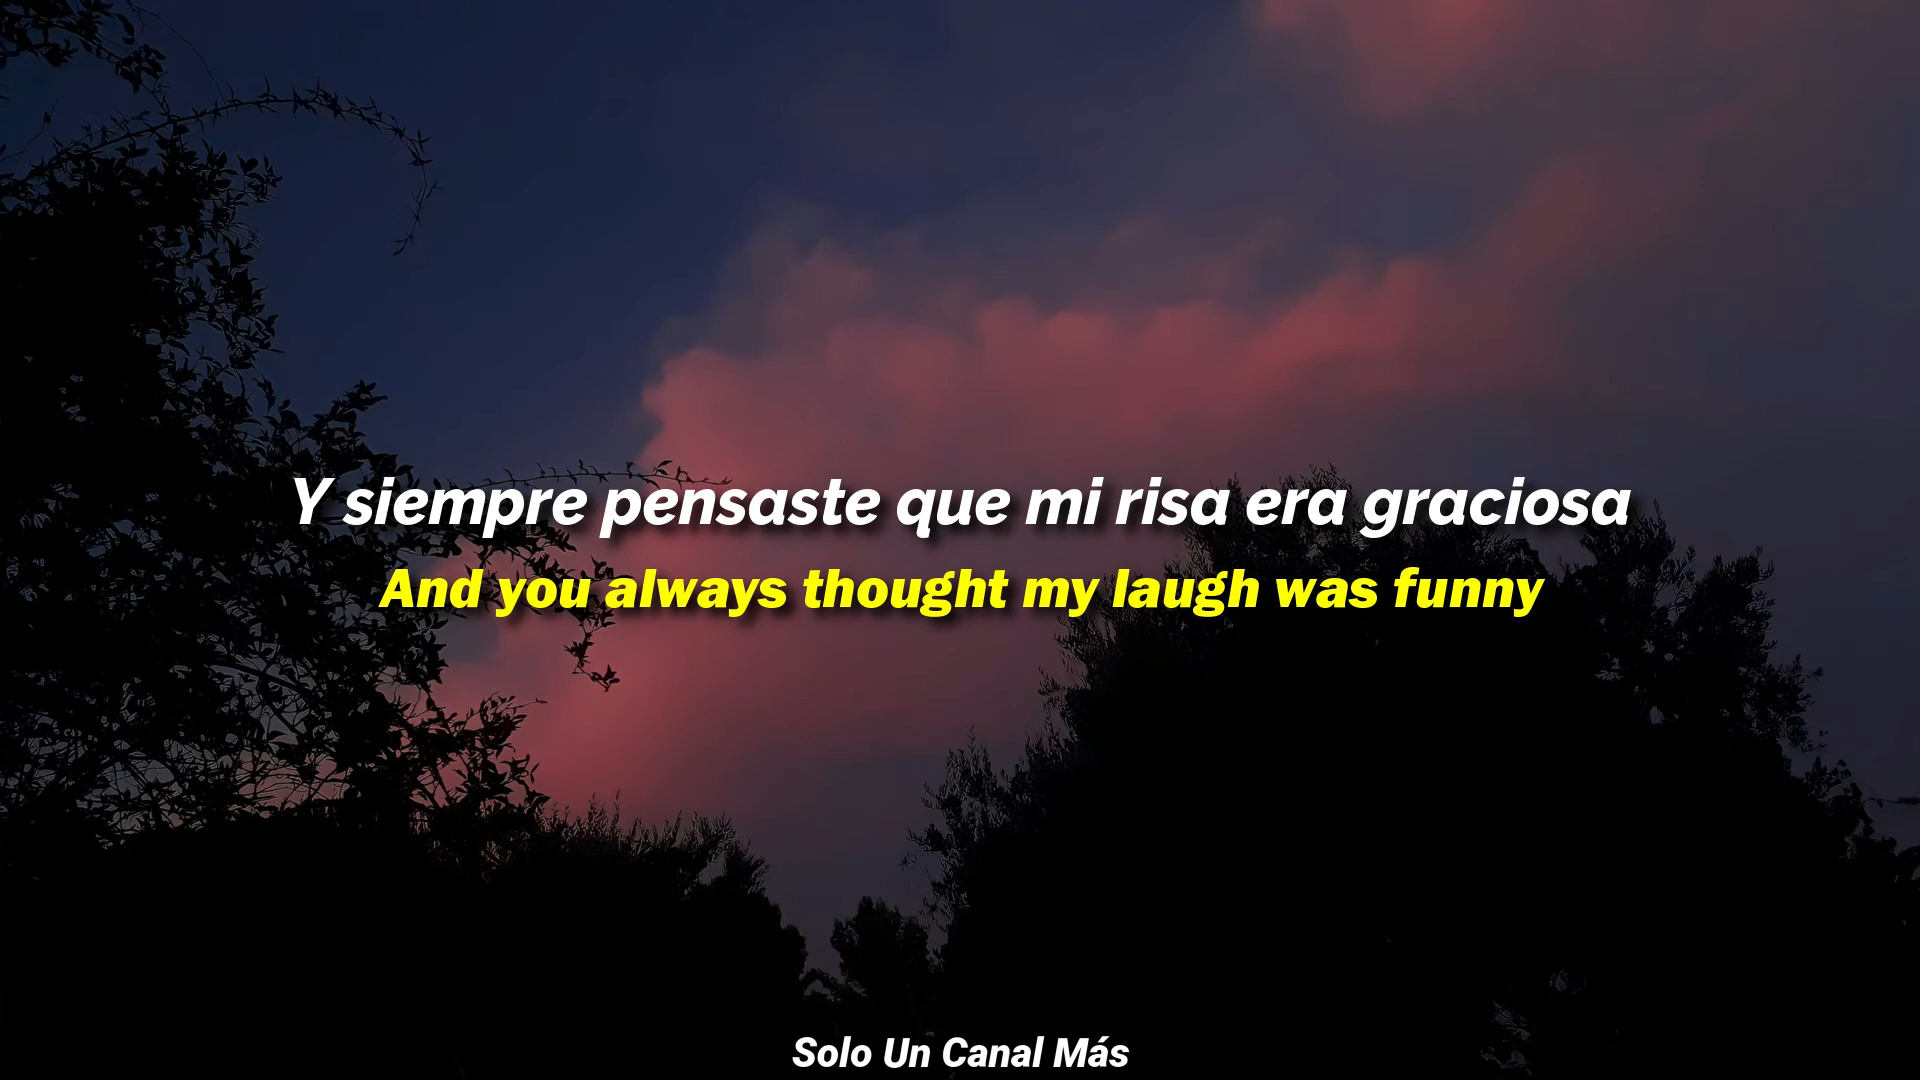 Y siempre pensaste que mi risa era graciosa
And you always thought my laugh was funny
Solo Un Canal Más